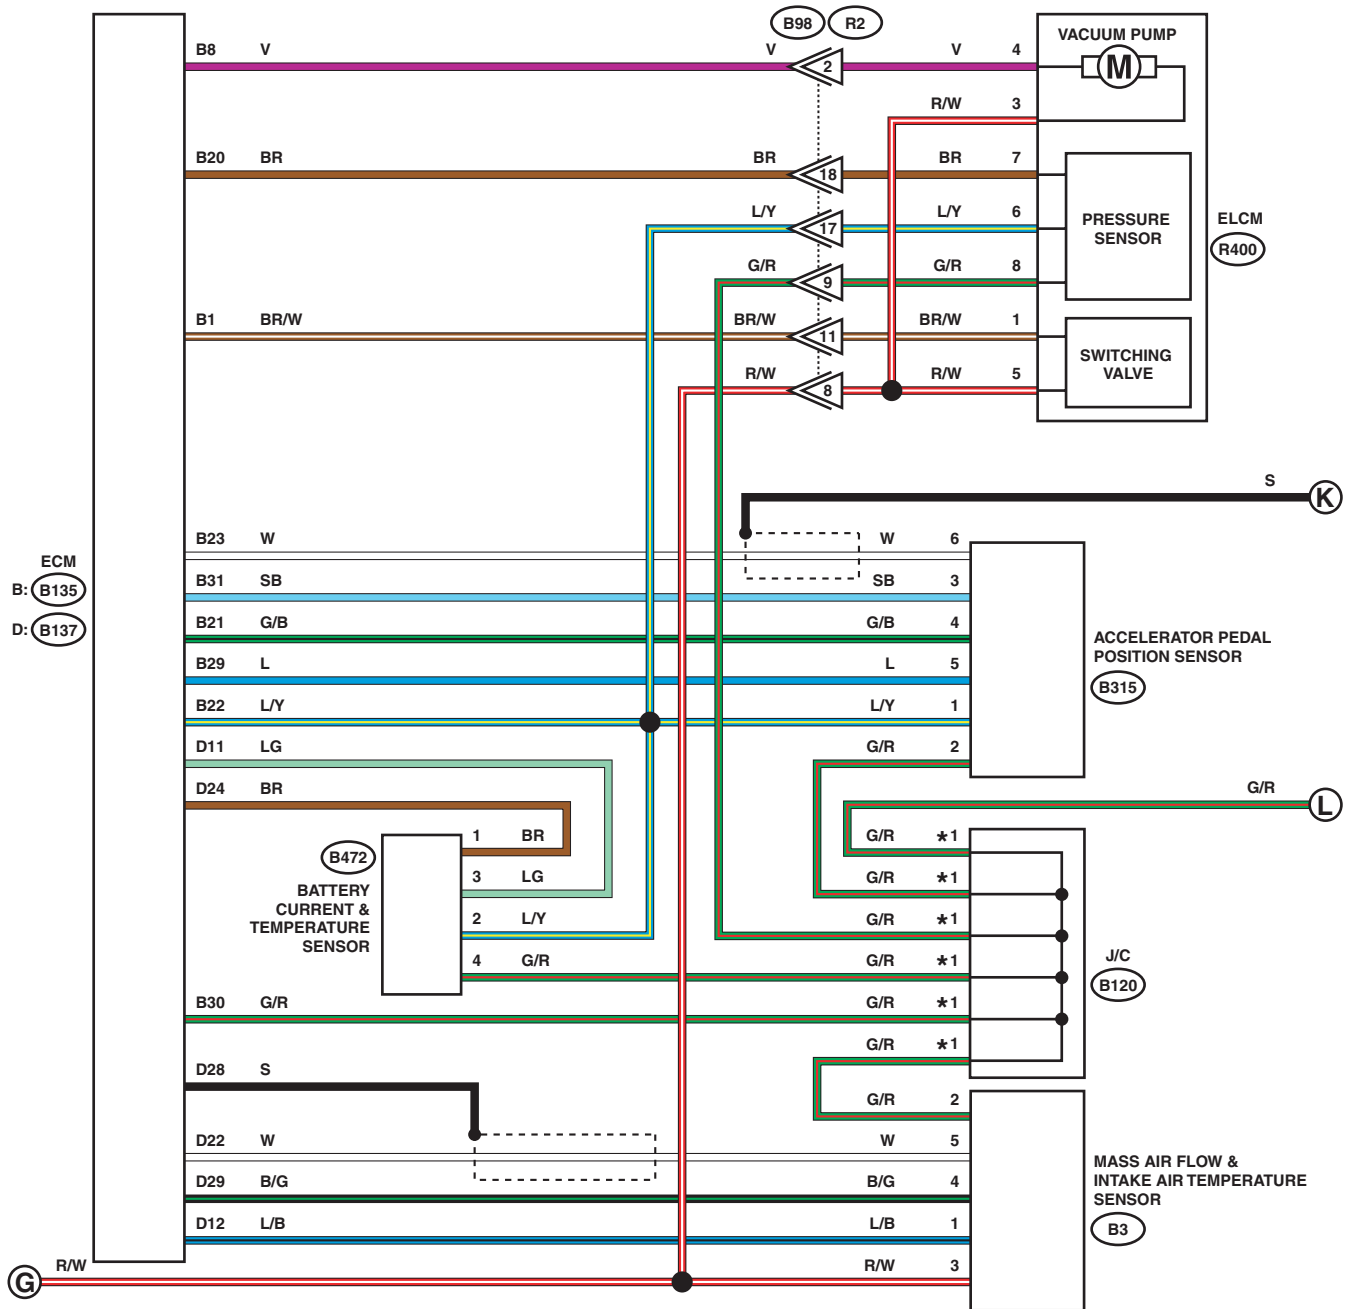 B98 R2
VACUUM PUMP
B8 V V V 4
2
M
R/W 3
B20 BR BR BR 7
18
L/Y L/Y 6
17
PRESSURE
SENSOR
ELCM
R400
G/R G/R 8
9
B1 BR/W BR/W BR/W 1
11
SWITCHING
VALVE
R/W R/W 5
8
S K
B23 W W 6
ECM
B: B135
D: B137
B31 SB SB 3
B21 G/B G/B 4
ACCELERATOR PEDAL
POSITION SENSOR
B315
B29 L L 5
B22 L/Y L/Y 1
D11 LG G/R 2
D24 BR
G/R L
1 BR G/R *1
B472
BATTERY
CURRENT &
TEMPERATURE
SENSOR
3 LG G/R *1
2 L/Y G/R *1
4 G/R G/R *1
J/C
B120
B30 G/R G/R *1
G/R *1
D28 S
G/R 2
D22 W W 5
MASS AIR FLOW &
INTAKE AIR TEMPERATURE
SENSOR
B3
D29 B/G B/G 4
D12 L/B L/B 1
G R/W R/W 3